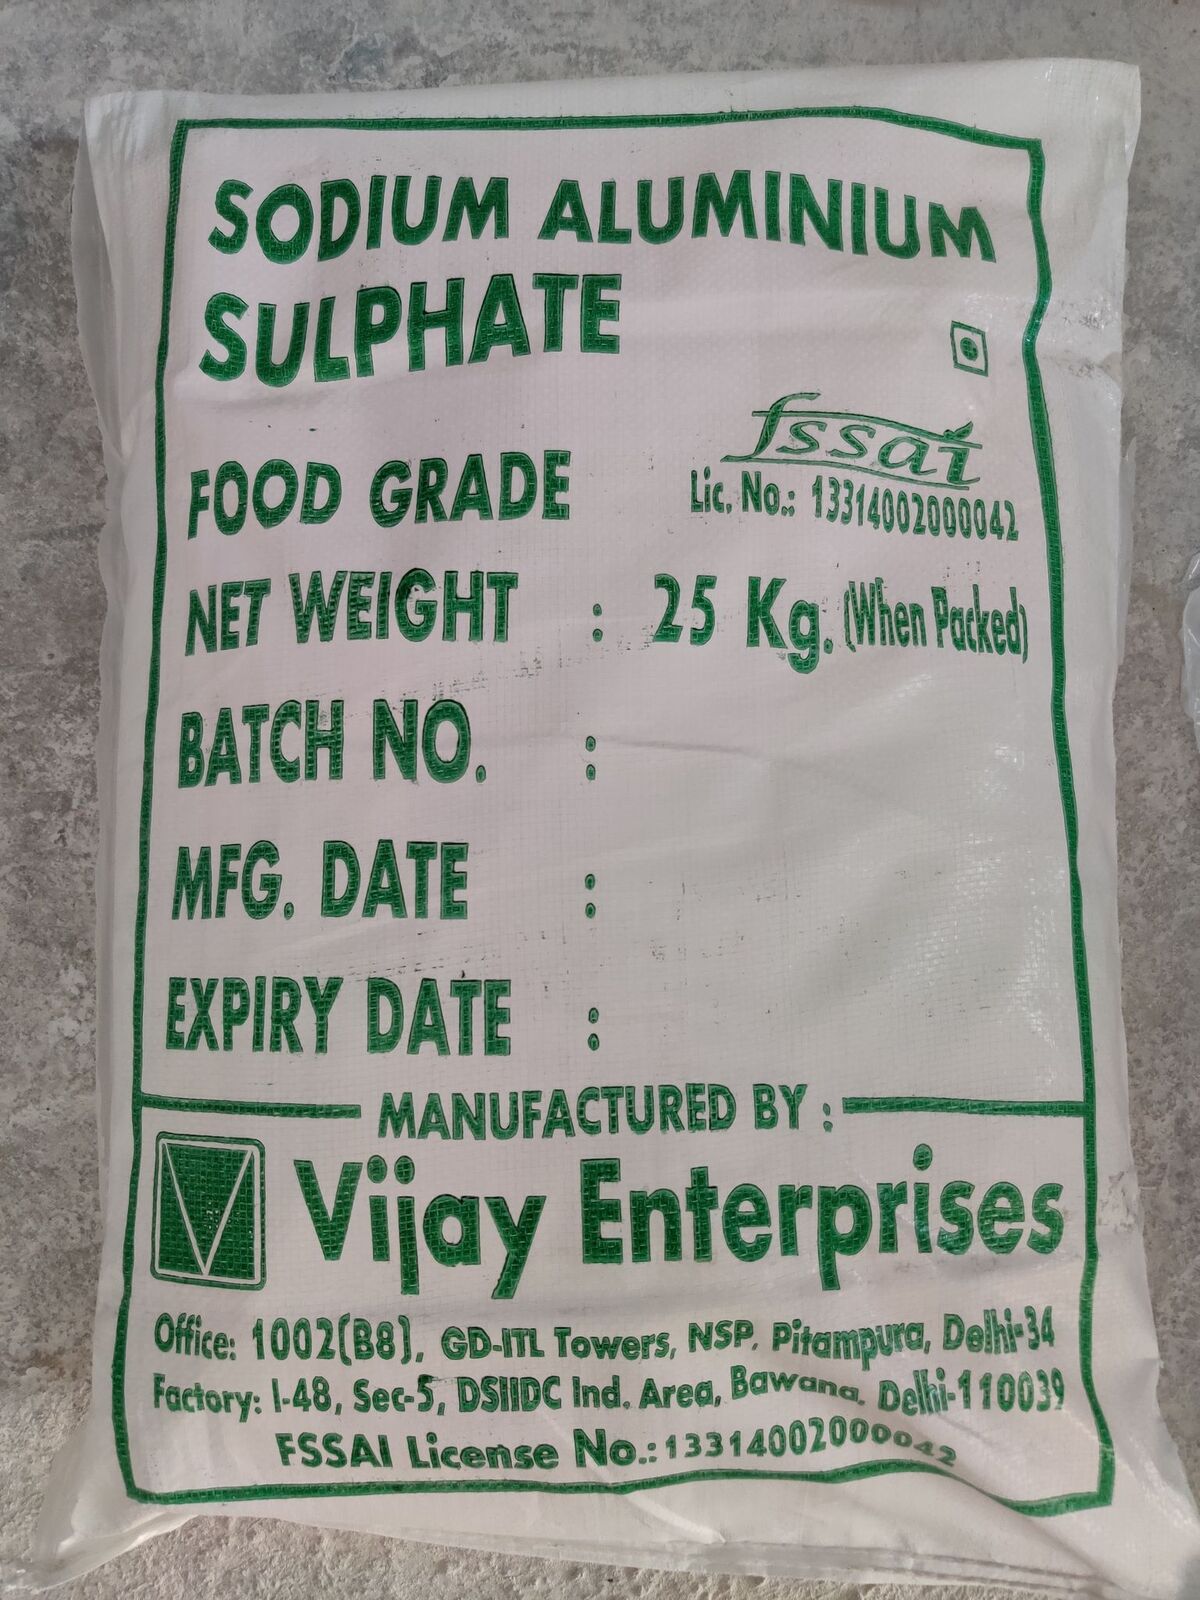 SODIUM ALUMINIUM
SULPHATE
fssai
FOOD GRADE
Lic. No.: 13314002000042
NET WEIGHT : 25 Kg. (When Packed)
BATCH NO. :
MFG. DATE :
EXPIRY DATE :
MANUFACTURED BY :
Vijay Enterprises
Office: 1002(B8), GD-ITL Towers, NSP, Pitampura, Delhi-34
Factory: I-48, Sec-5, DSIIDC Ind. Area, Bawana, Delhi-110039
FSSAI License No.: 13314002000042